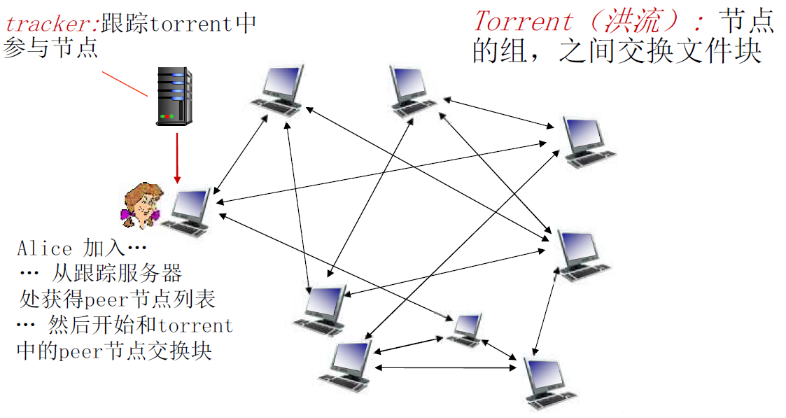 tracker:跟踪torrent中
参与节点
Torrent（洪流）: 节点
的组，之间交换文件块
Alice 加入…
… 从跟踪服务器
处获得peer节点列表
… 然后开始和torrent
中的peer节点交换块